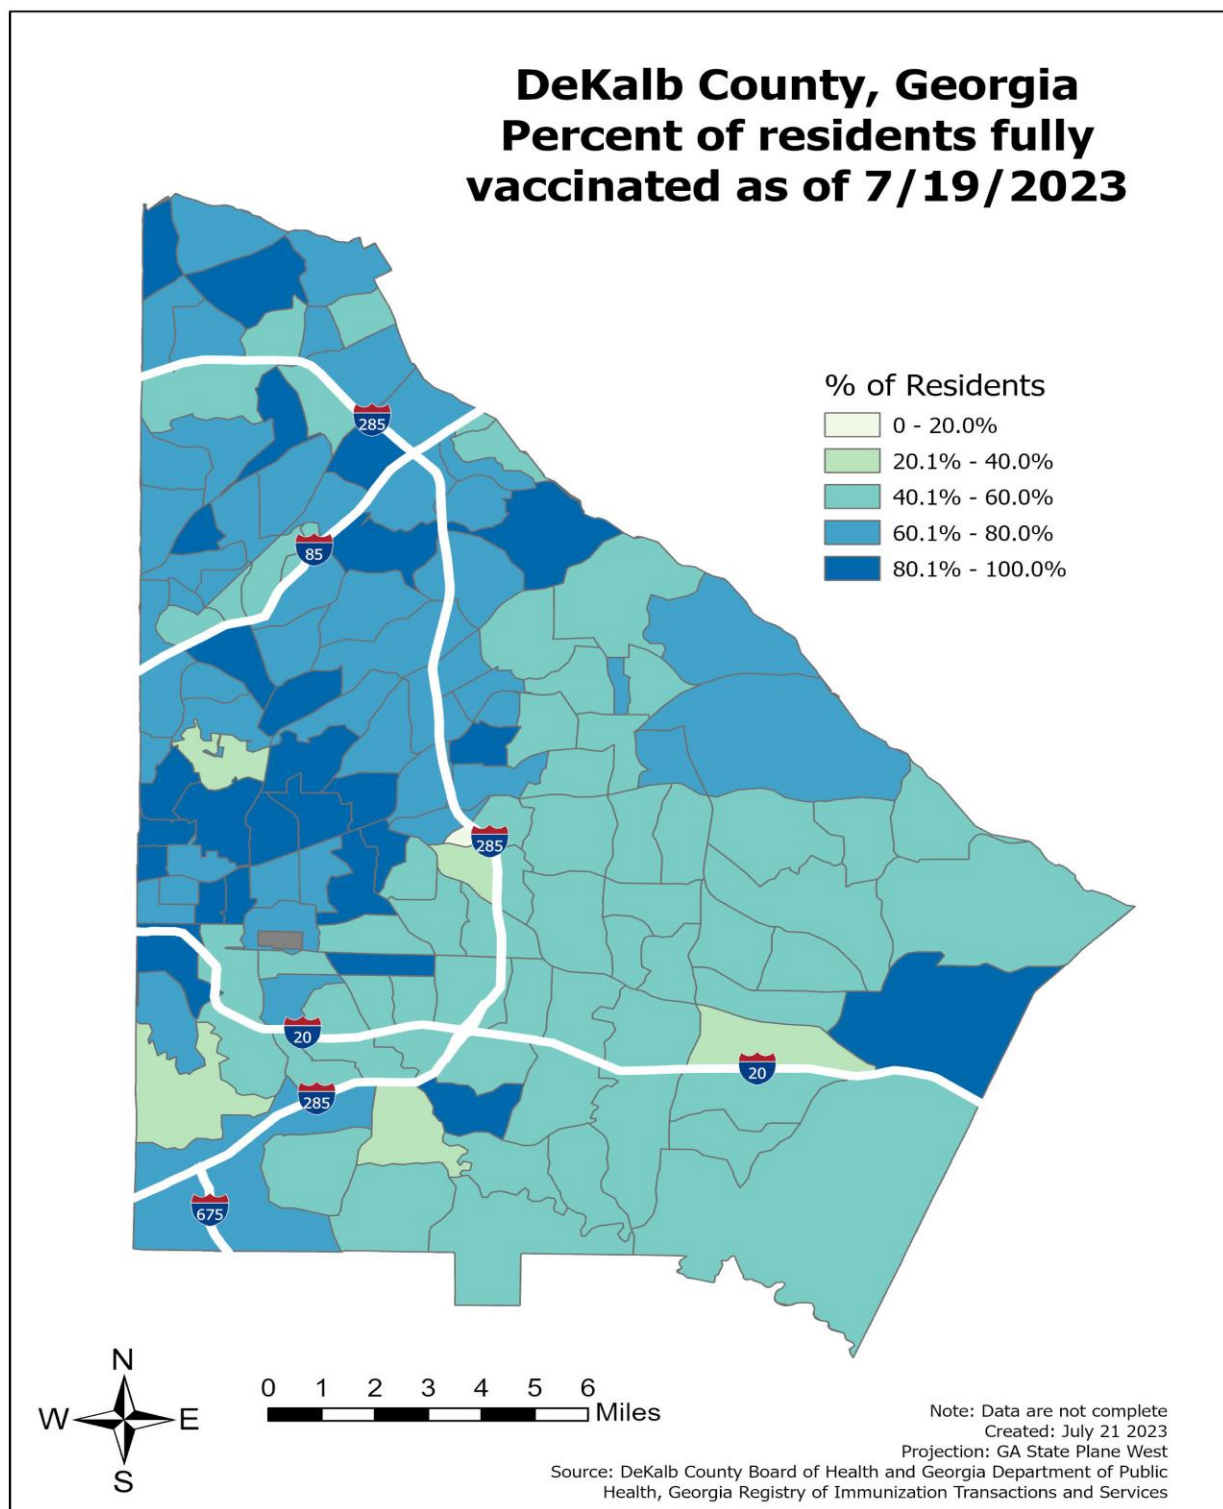 DeKalb County, Georgia
Percent of residents fully
vaccinated as of 7/19/2023
% of Residents
0 - 20.0%
20.1% - 40.0%
40.1% - 60.0%
60.1% - 80.0%
80.1% - 100.0%
285
85
285
20
20
285
675
N
W E
S
0 1 2 3 4 5 6
Miles
Note: Data are not complete
Created: July 21 2023
Projection: GA State Plane West
Source: DeKalb County Board of Health and Georgia Department of Public
Health, Georgia Registry of Immunization Transactions and Services